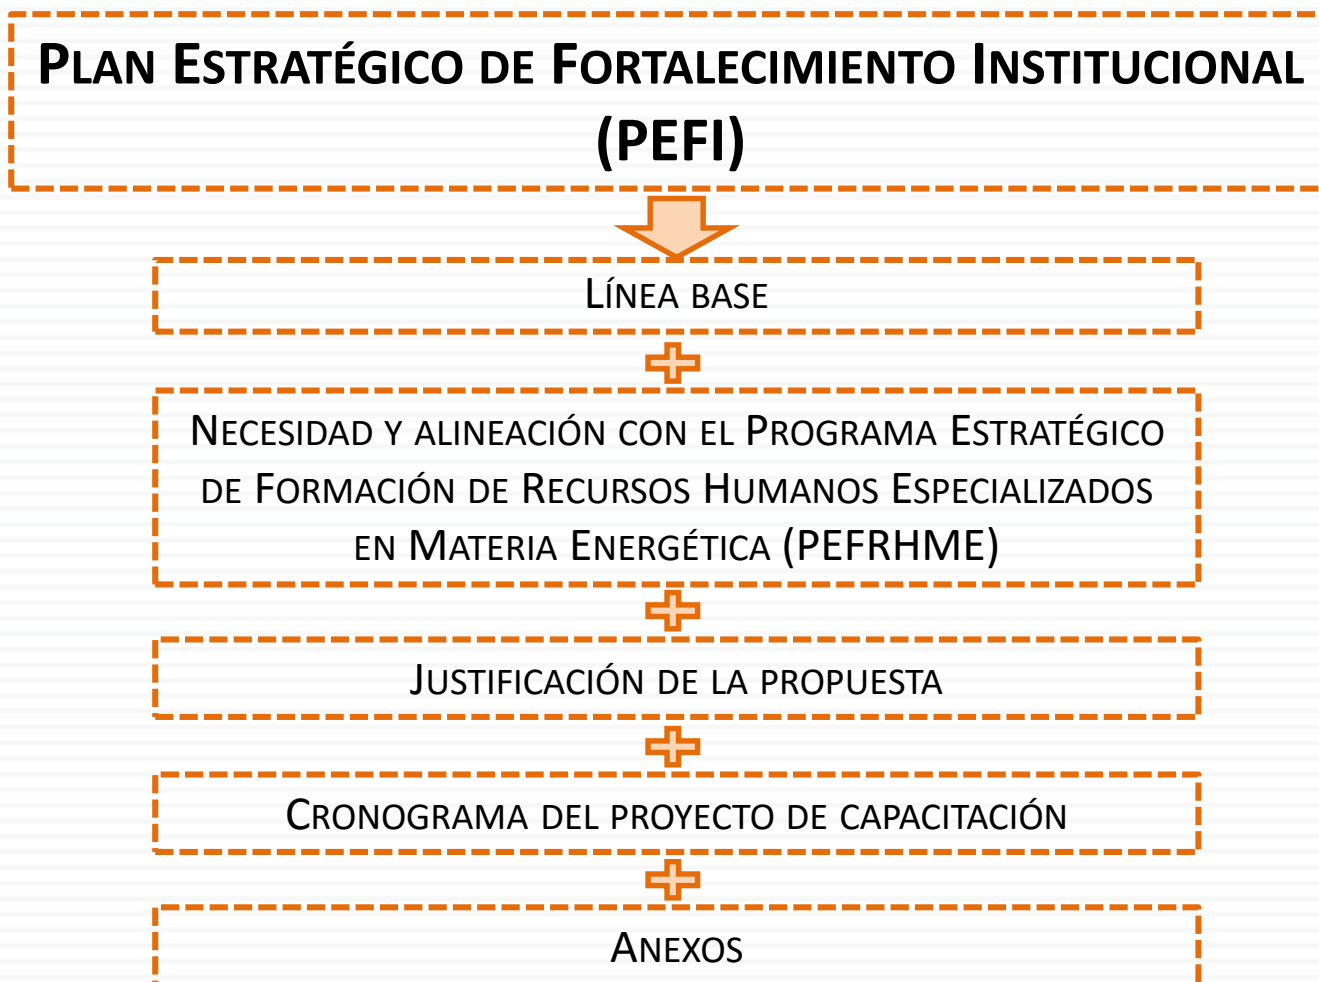 PLAN ESTRATÉGICO DE FORTALECIMIENTO INSTITUCIONAL
(PEFI)
LÍNEA BASE
NECESIDAD Y ALINEACIÓN CON EL PROGRAMA ESTRATÉGICO
DE FORMACIÓN DE RECURSOS HUMANOS ESPECIALIZADOS
EN MATERIA ENERGÉTICA (PEFRHME)
JUSTIFICACIÓN DE LA PROPUESTA
CRONOGRAMA DEL PROYECTO DE CAPACITACIÓN
ANEXOS